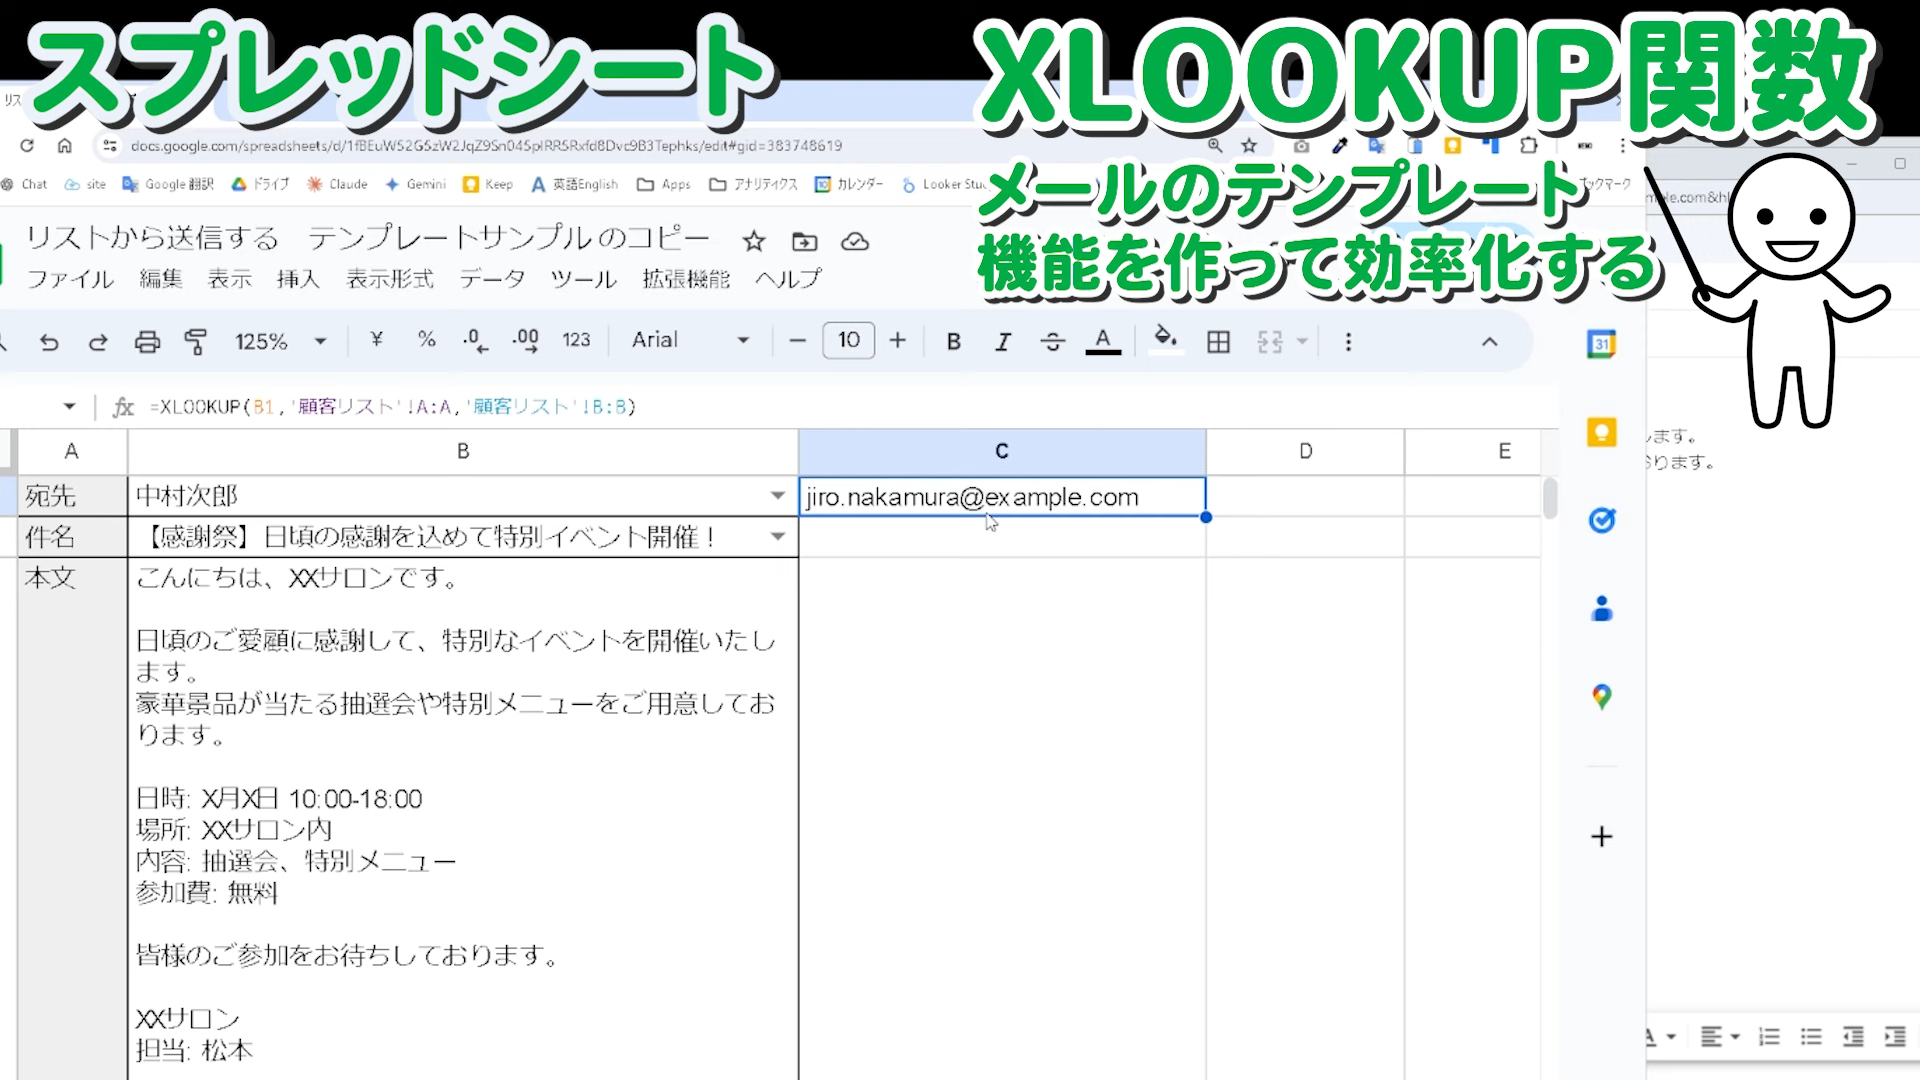 スプレッドシート
XLOOKUP関数
メールのテンプレート
機能を作って効率化する
docs.google.com/spreadsheets/d/1fBEuW52G5zW2JqZ9Sn045pIRR5Rxfd8Dvc9B3Tephks/edit#gid=383748619
Chat site Google 翻訳 ドライブ Claude Gemini Keep 英語English Apps アナリティクス カレンダー Looker Stu
リストから送信する　テンプレートサンプル のコピー
ファイル 編集 表示 挿入 表示形式 データ ツール 拡張機能 ヘルプ
125% ¥ % .0 .00 123 Arial 10 B I A
31
=XLOOKUP(B1,'顧客リスト'!A:A,'顧客リスト'!B:B)
します。
ります。
A B C D E
宛先 中村次郎 jiro.nakamura@example.com
件名 【感謝祭】日頃の感謝を込めて特別イベント開催！
本文 こんにちは、XXサロンです。
日頃のご愛顧に感謝して、特別なイベントを開催いたし
ます。
豪華景品が当たる抽選会や特別メニューをご用意してお
ります。
日時: X月X日 10:00-18:00
場所: XXサロン内
内容: 抽選会、特別メニュー
参加費: 無料
皆様のご参加をお待ちしております。
XXサロン
担当: 松本